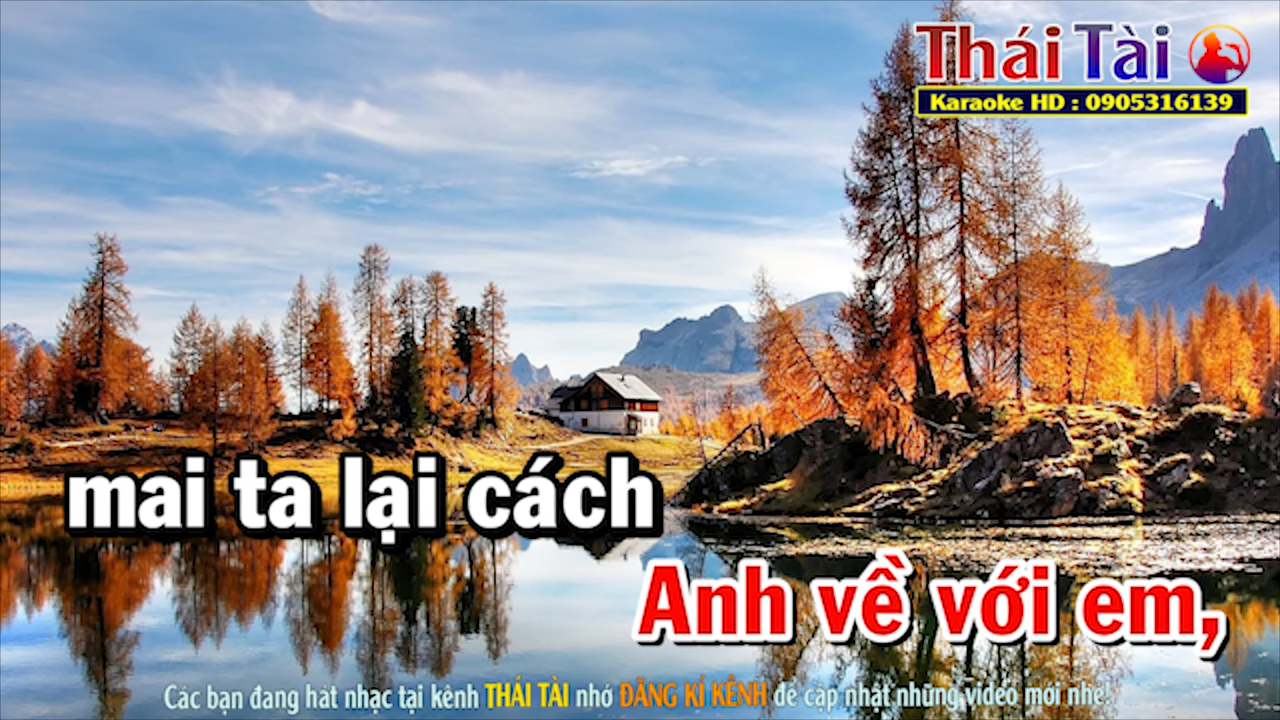 Thái Tài
Karaoke HD : 0905316139
mai ta lại cách
Anh về với em,
Các bạn đang hát nhạc tại kênh THÁI TÀI nhớ ĐĂNG KÍ KÊNH để cập nhật những video mới nhé!